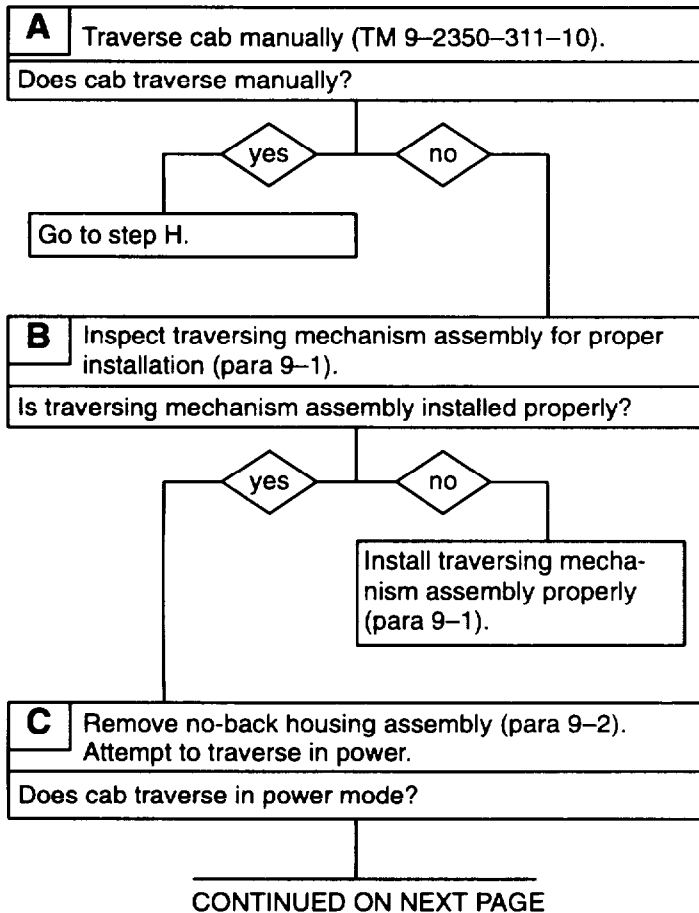 A Traverse cab manually (TM 9–2350–311–10).
Does cab traverse manually?
yes no
Go to step H.
B Inspect traversing mechanism assembly for proper
installation (para 9–1).
Is traversing mechanism assembly installed properly?
yes no
Install traversing mecha-
nism assembly properly
(para 9–1).
C Remove no-back housing assembly (para 9–2).
Attempt to traverse in power.
Does cab traverse in power mode?
CONTINUED ON NEXT PAGE